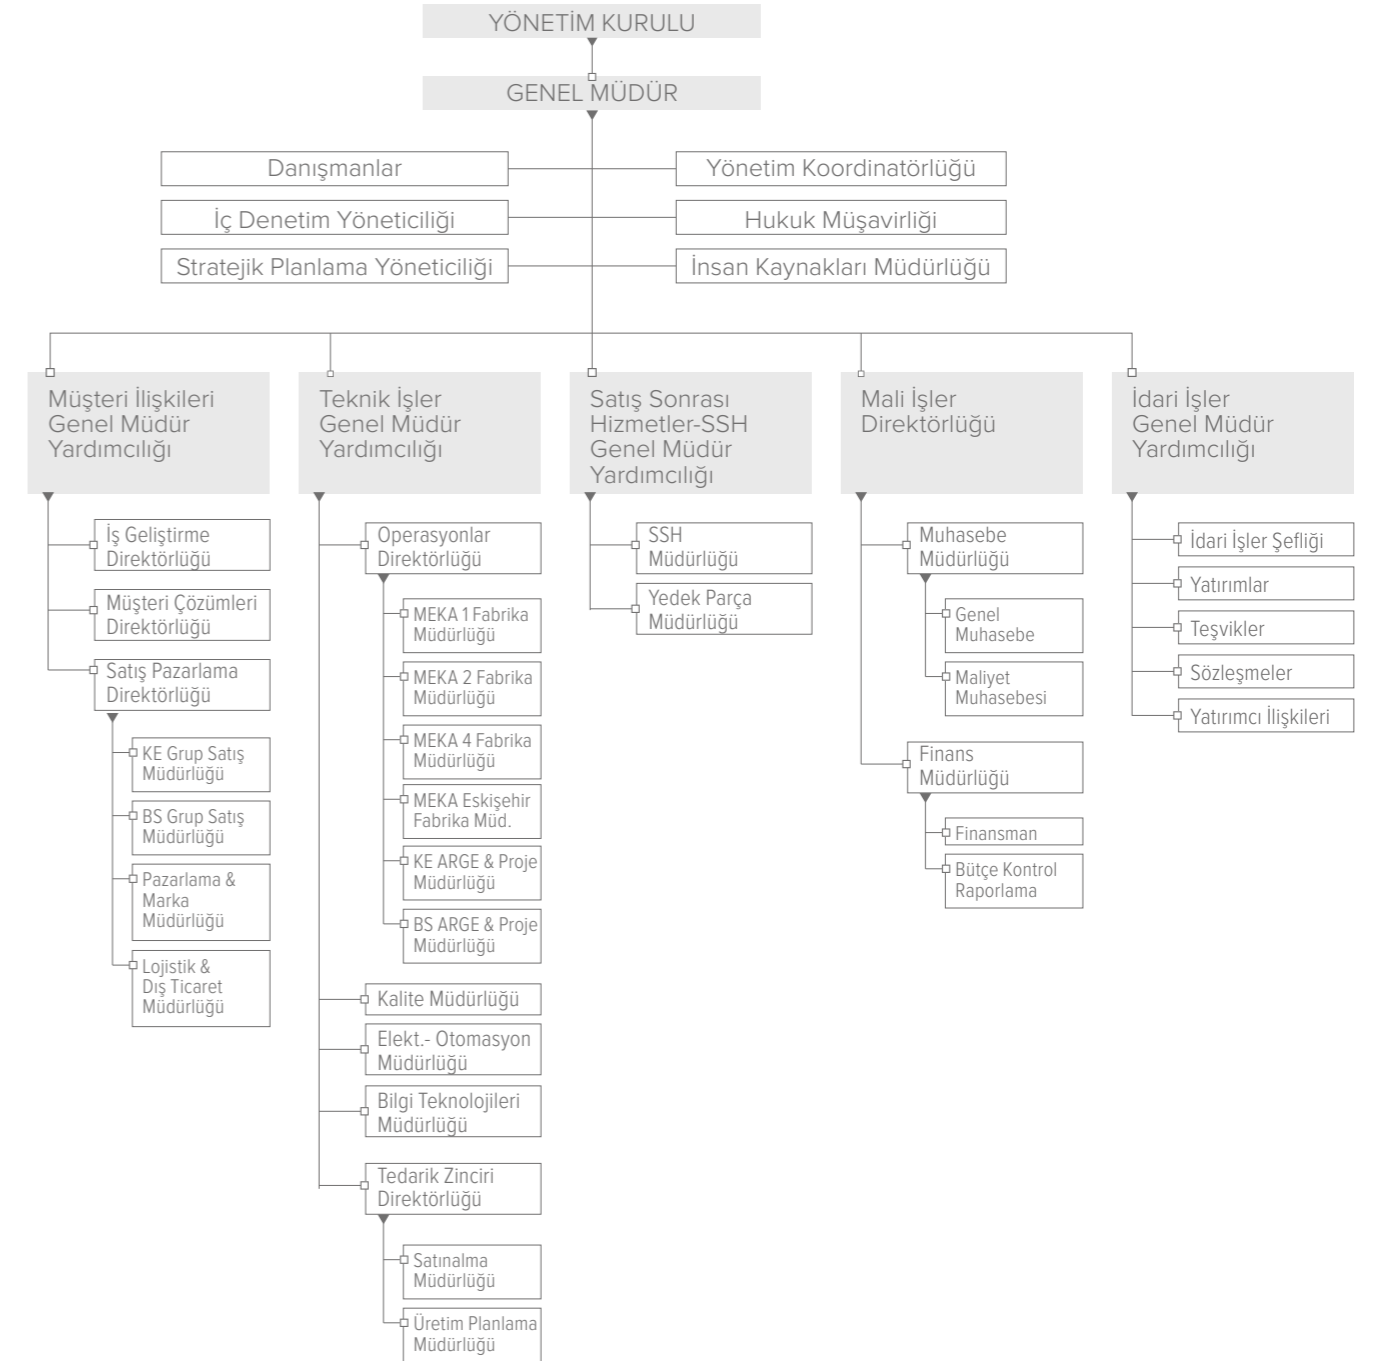 YÖNETİM KURULU
GENEL MÜDÜR
Danışmanlar
Yönetim Koordinatörlüğü
İç Denetim Yöneticiliği
Hukuk Müşavirliği
Stratejik Planlama Yöneticiliği
İnsan Kaynakları Müdürlüğü
Müşteri İlişkileri
Genel Müdür
Yardımcılığı
İş Geliştirme
Direktörlüğü
Müşteri Çözümleri
Direktörlüğü
Satış Pazarlama
Direktörlüğü
KE Grup Satış
Müdürlüğü
BS Grup Satış
Müdürlüğü
Pazarlama &
Marka
Müdürlüğü
Lojistik &
Dış Ticaret
Müdürlüğü
Teknik İşler
Genel Müdür
Yardımcılığı
Operasyonlar
Direktörlüğü
MEKA 1 Fabrika
Müdürlüğü
MEKA 2 Fabrika
Müdürlüğü
MEKA 4 Fabrika
Müdürlüğü
MEKA Eskişehir
Fabrika Müd.
KE ARGE & Proje
Müdürlüğü
BS ARGE & Proje
Müdürlüğü
Kalite Müdürlüğü
Elekt.- Otomasyon
Müdürlüğü
Bilgi Teknolojileri
Müdürlüğü
Tedarik Zinciri
Direktörlüğü
Satınalma
Müdürlüğü
Üretim Planlama
Müdürlüğü
Satış Sonrası
Hizmetler-SSH
Genel Müdür
Yardımcılığı
SSH
Müdürlüğü
Yedek Parça
Müdürlüğü
Mali İşler
Direktörlüğü
Muhasebe
Müdürlüğü
Genel
Muhasebe
Maliyet
Muhasebesi
Finans
Müdürlüğü
Finansman
Bütçe Kontrol
Raporlama
İdari İşler
Genel Müdür
Yardımcılığı
İdari İşler Şefliği
Yatırımlar
Teşvikler
Sözleşmeler
Yatırımcı İlişkileri